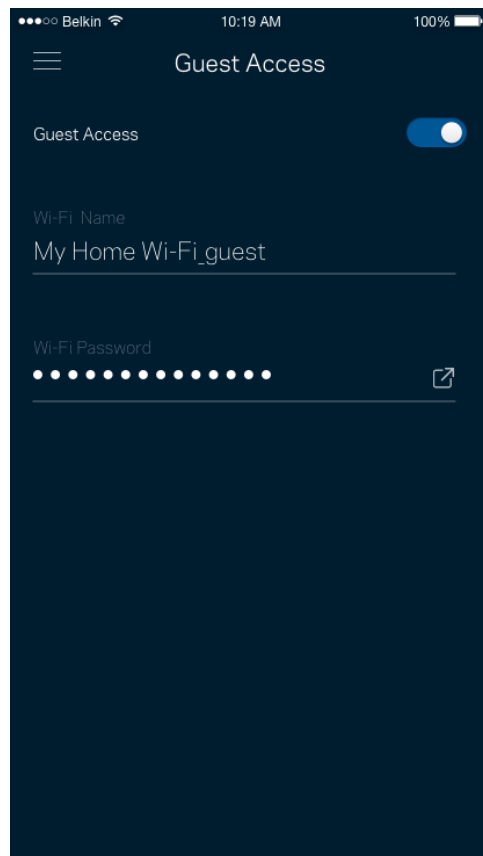 Belkin 10:19 AM 100%
Guest Access
Guest Access
Wi-Fi Name
My Home Wi-Fi_guest
Wi-Fi Password
●●●●●●●●●●●●●●